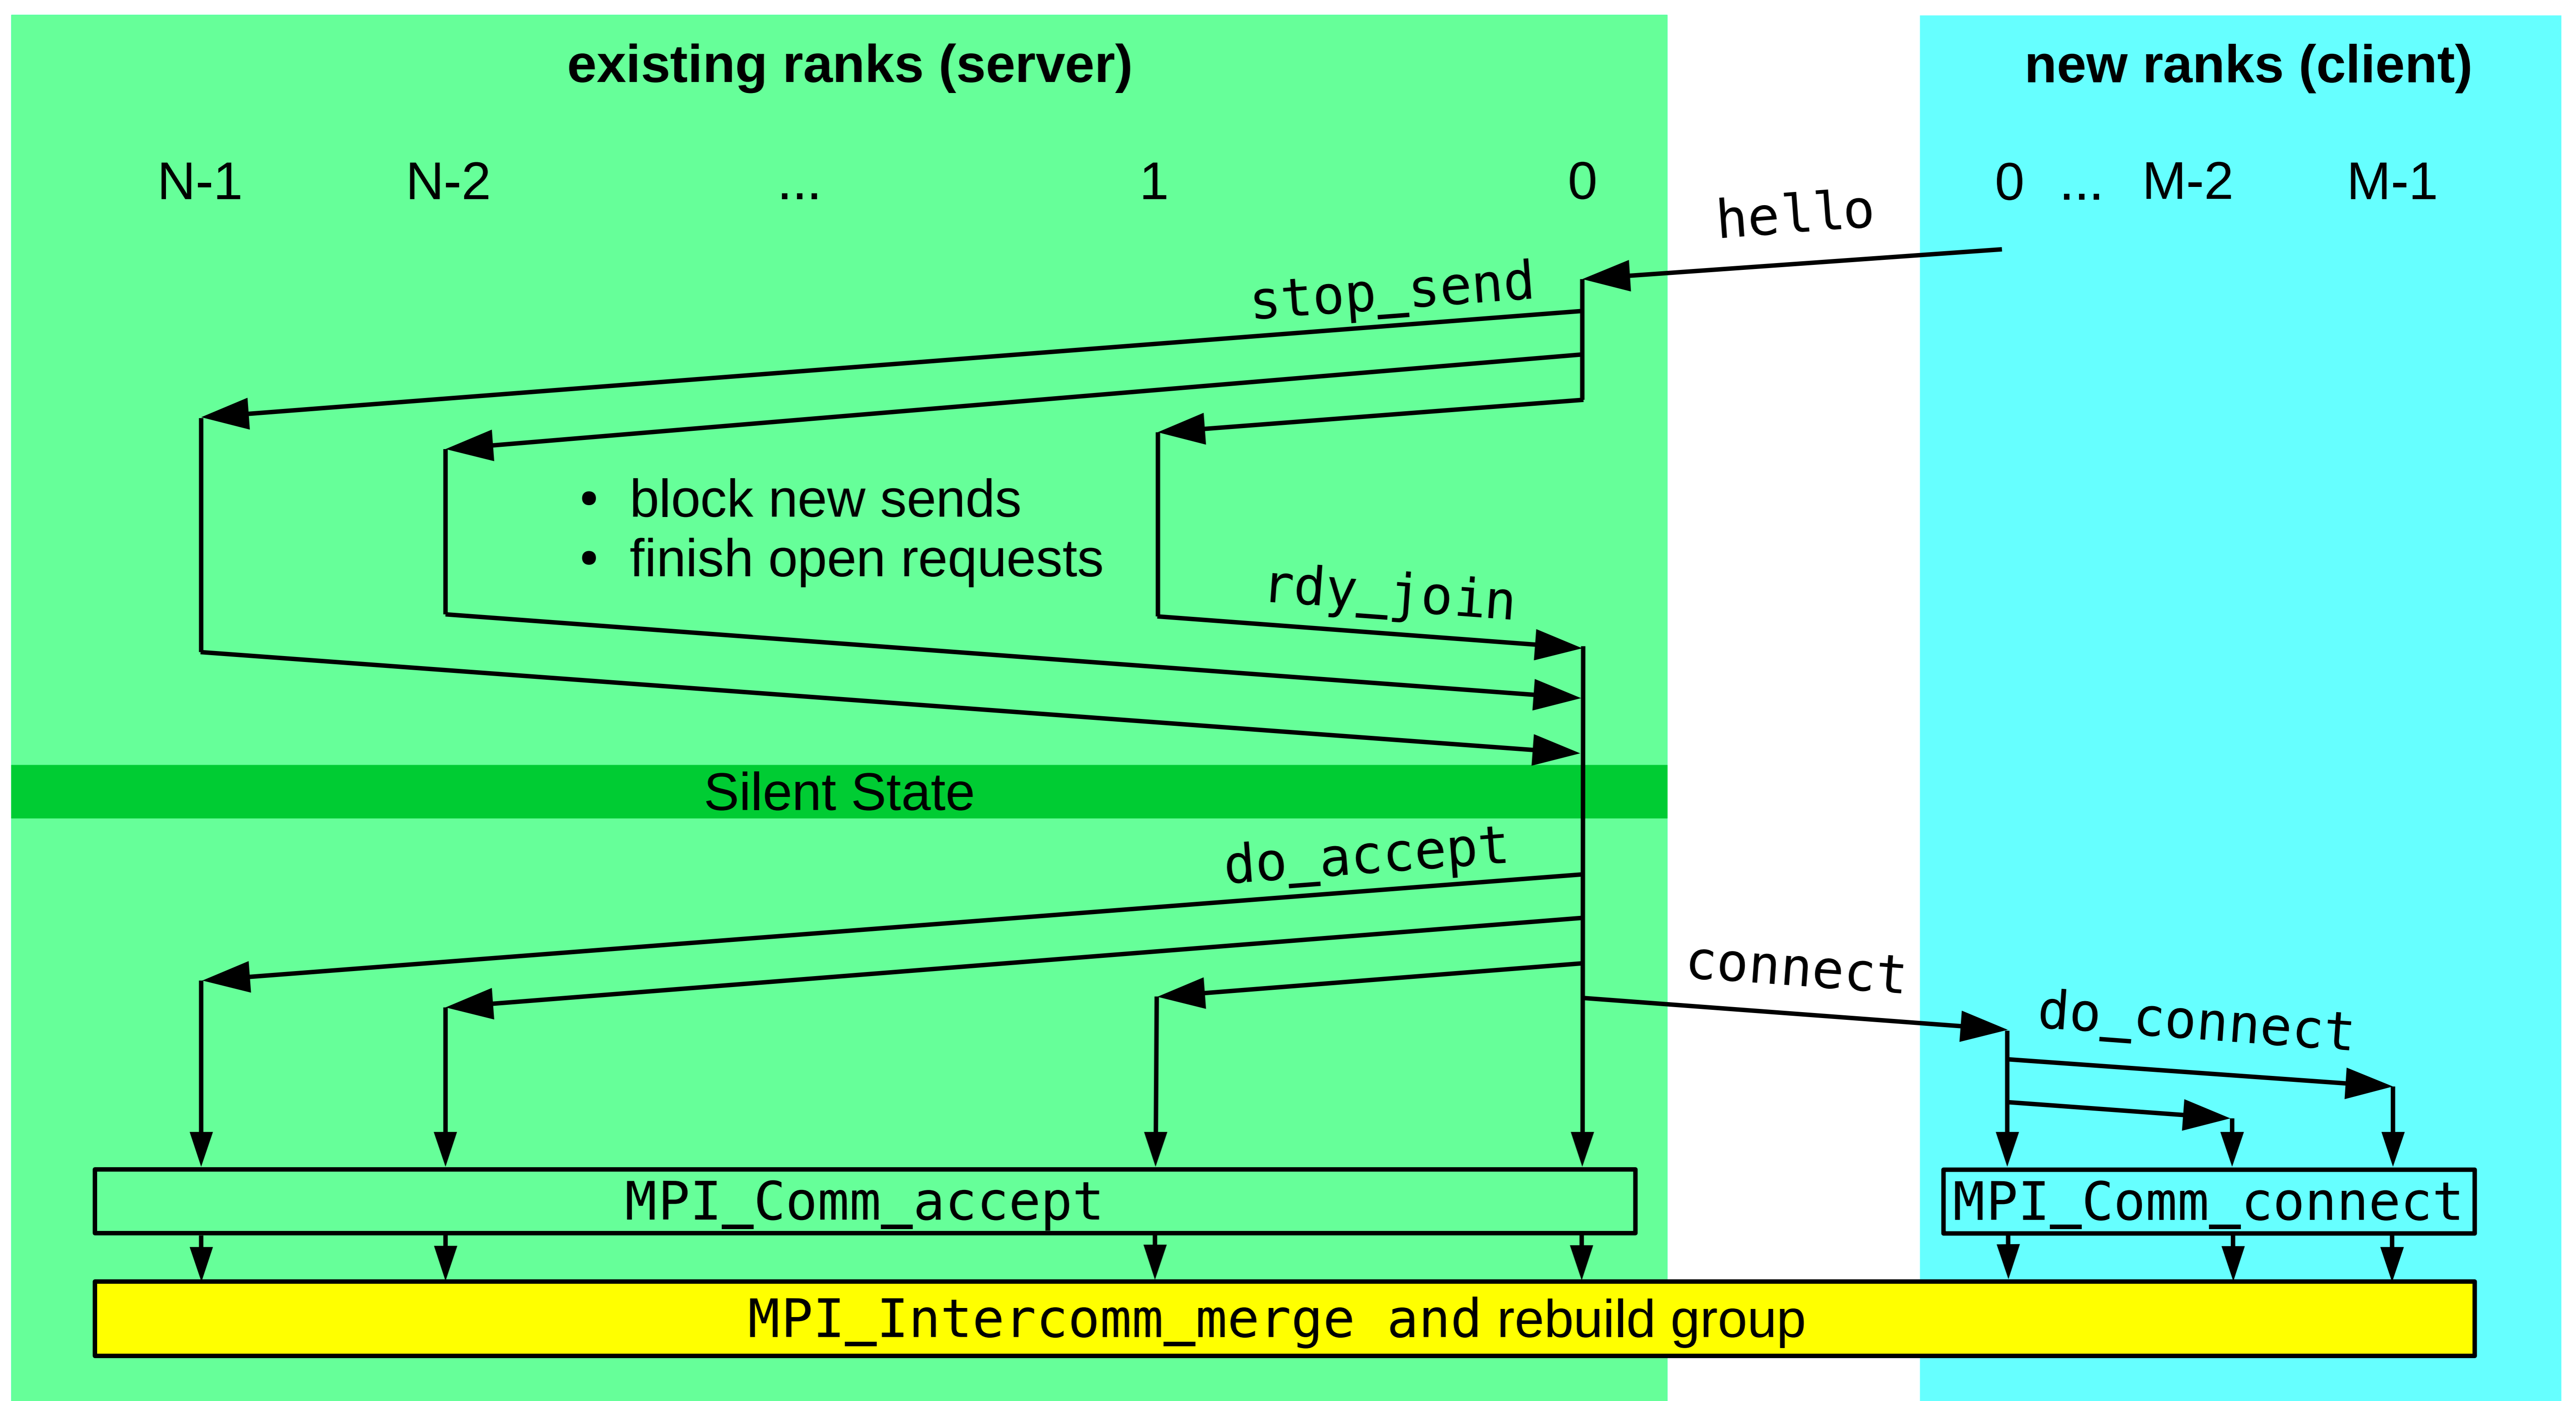 existing ranks (server)
new ranks (client)
N-1 N-2 ... 1 0
0 ... M-2 M-1
hello
stop_send
• block new sends
• finish open requests
rdy_join
Silent State
do_accept
connect
do_connect
MPI_Comm_accept
MPI_Comm_connect
MPI_Intercomm_merge and rebuild group